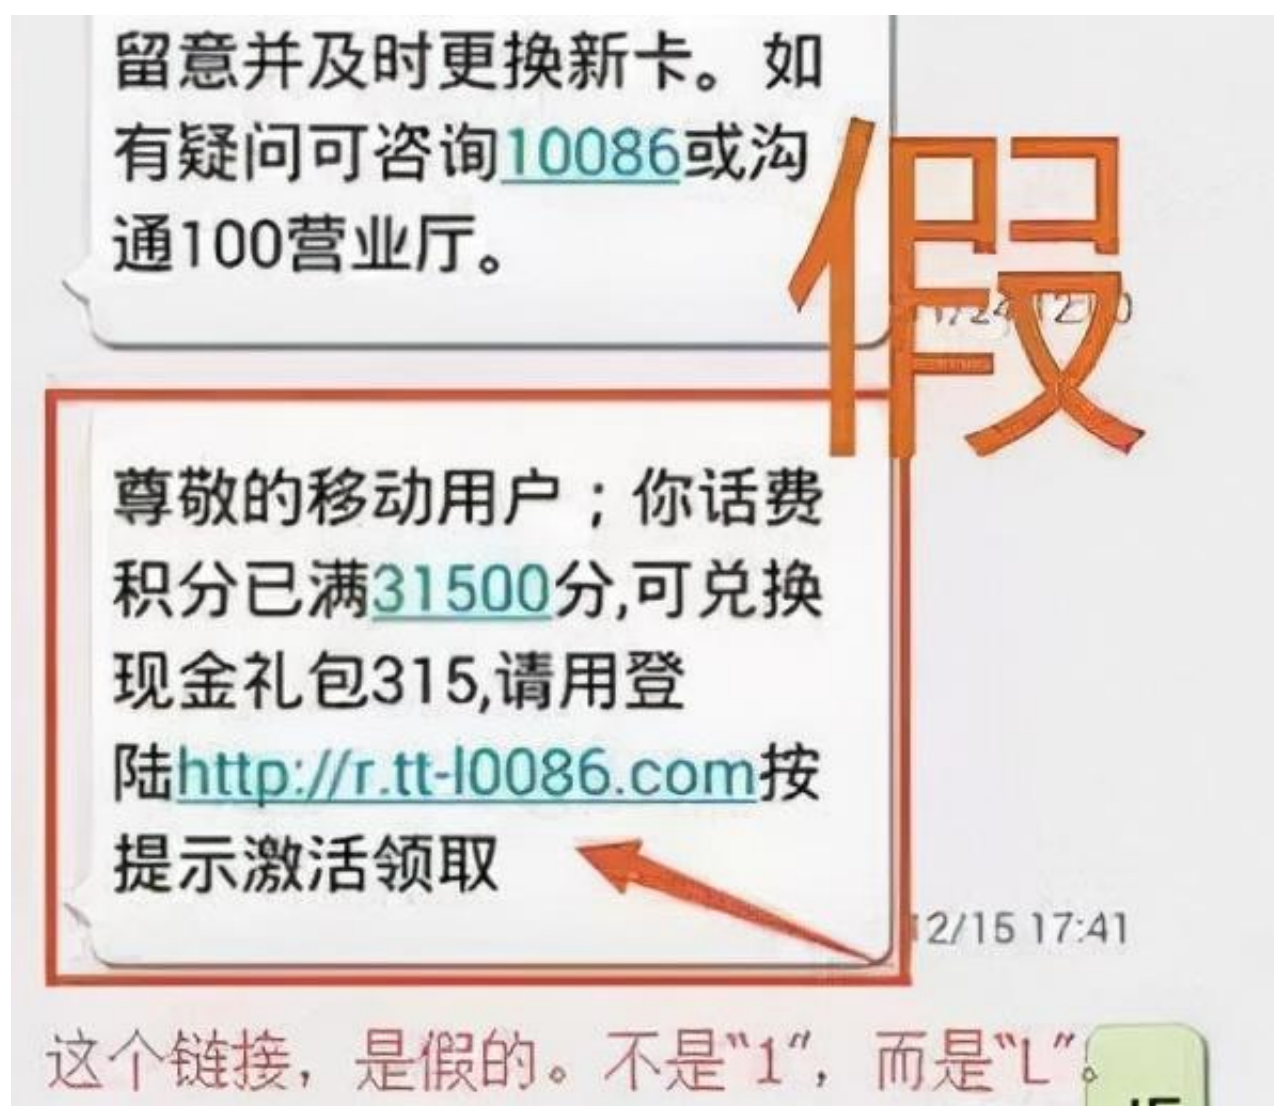 留意并及时更换新卡。如
有疑问可咨询10086或沟
通100营业厅。
假
尊敬的移动用户；你话费
积分已满31500分,可兑换
现金礼包315,请用登
陆http://r.tt-l0086.com按
提示激活领取
12/15 17:41
这个链接，是假的。不是“1”，而是“L”。